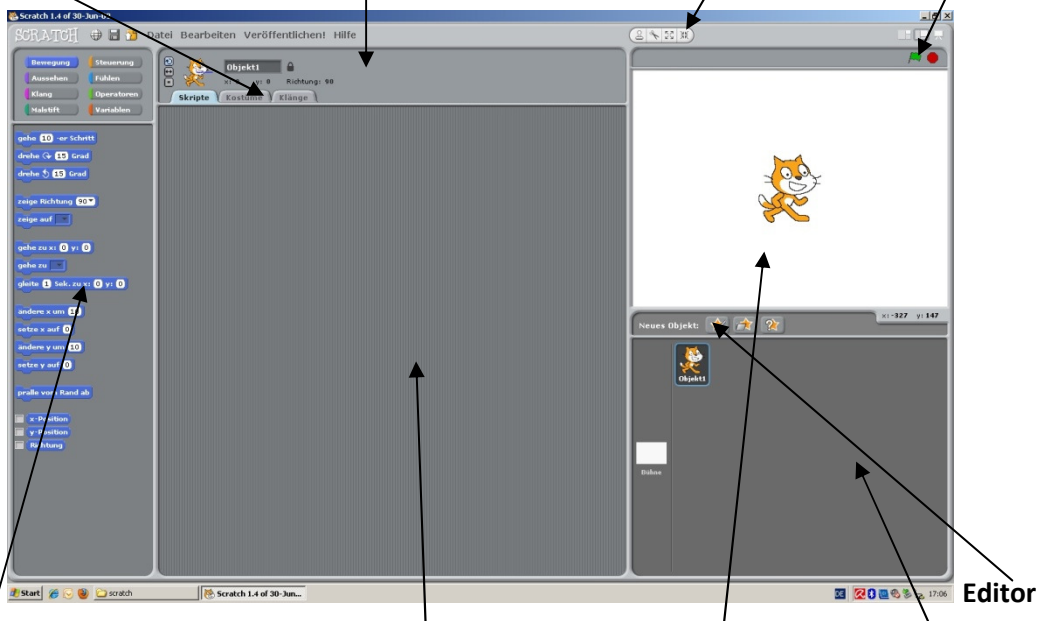 Scratch 1.4 of 30-Jun-0
SCRATCH Datei Bearbeiten Veröffentlichen! Hilfe
Bewegung Steuerung
Aussehen Fühlen
Klang Operatoren
Malstift Variablen
Objekt1
x: 0 y: 0 Richtung: 90
Skripte Kostüme Klänge
gehe 10 -er Schritt
drehe 15 Grad
drehe 15 Grad
zeige Richtung 90
zeige auf
gehe zu x: 0 y: 0
gehe zu
gleite 1 Sek. zu x: 0 y: 0
ändere x um 10
setze x auf 0
ändere y um 10
setze y auf 0
pralle vom Rand ab
x-Position
y-Position
Richtung
x: -327 y: 147
Neues Objekt:
Objekt1
Bühne
Start scratch Scratch 1.4 of 30-Jun... DE 17:06
Editor